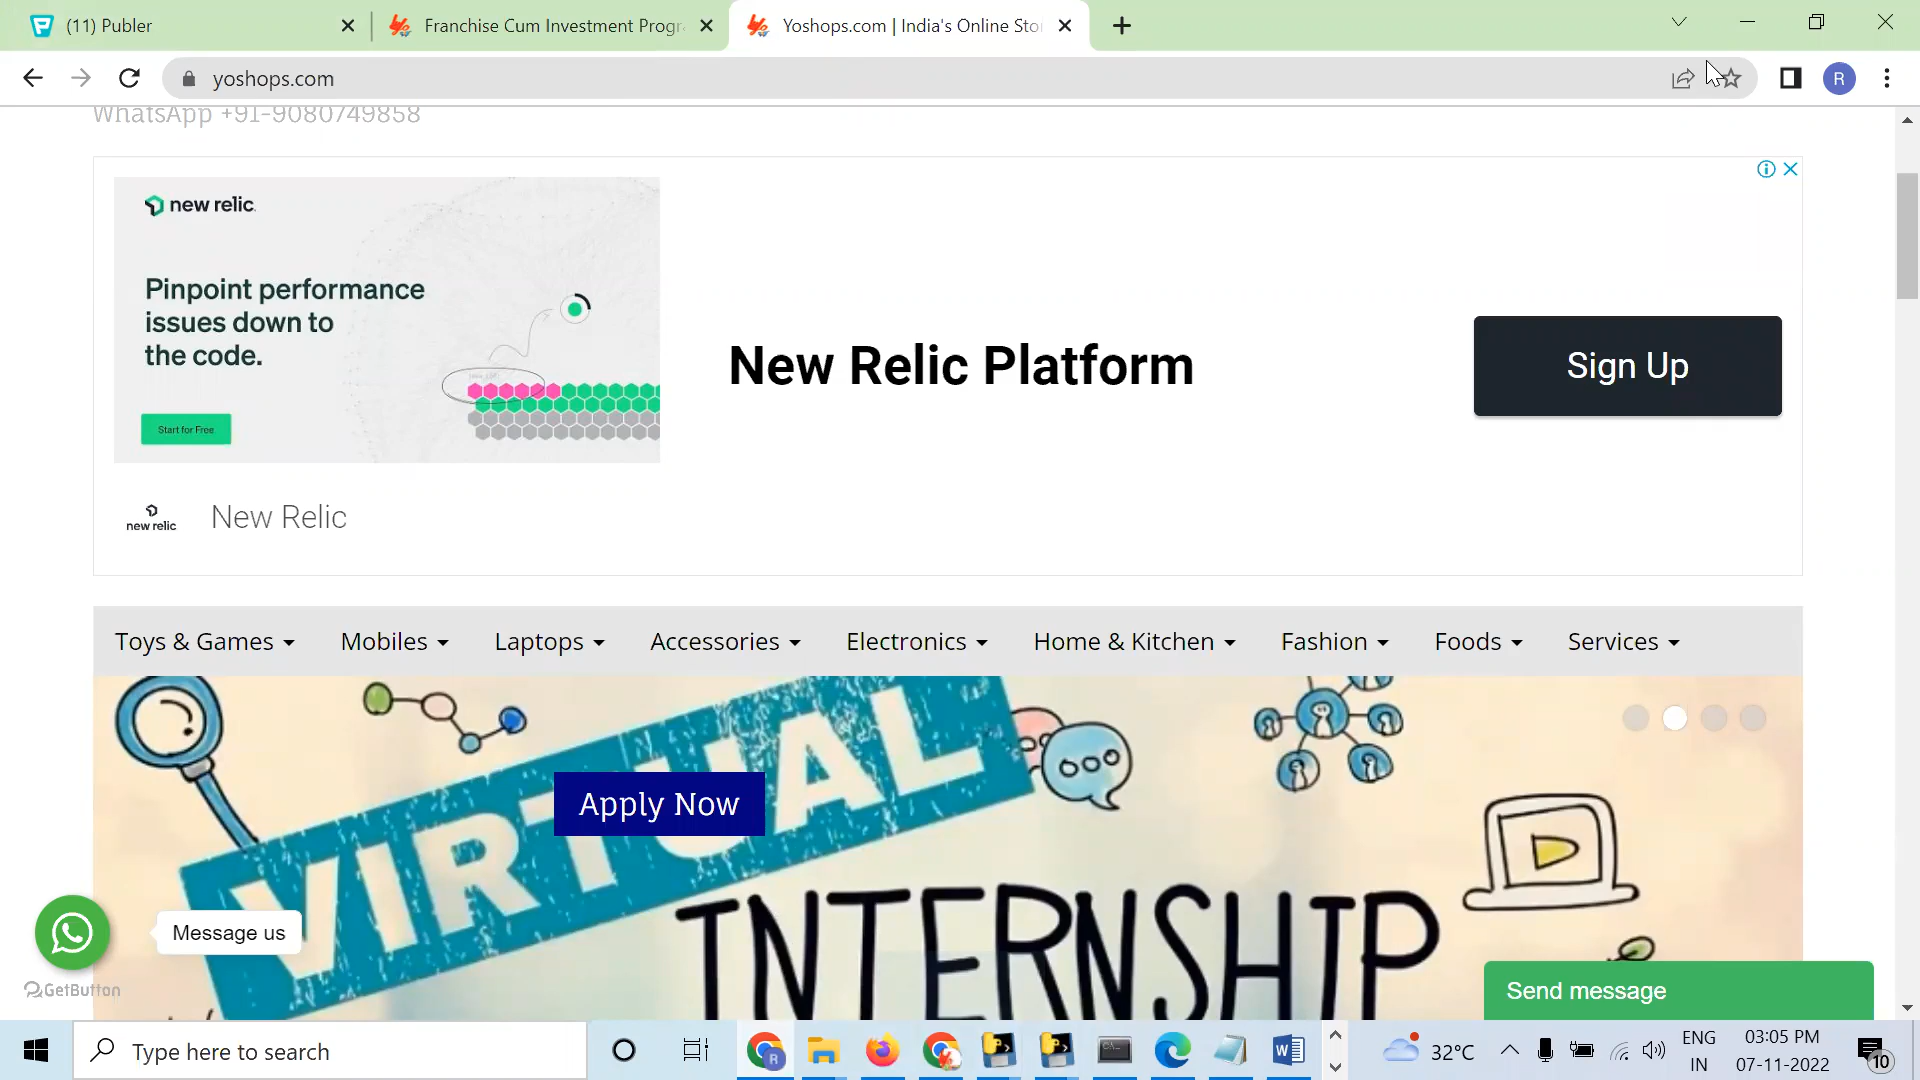 (11) Publer
Franchise Cum Investment Progr
Yoshops.com | India's Online Sto
yoshops.com
R
WhatsApp +91-9080749858
new relic.
Pinpoint performance
issues down to
the code.
Start for Free
New Relic Platform
Sign Up
new relic
New Relic
Toys & Games
Mobiles
Laptops
Accessories
Electronics
Home & Kitchen
Fashion
Foods
Services
VIRTUAL
Apply Now
INTERNSHIP
Message us
GetButton
Send message
Type here to search
R
32°C
ENG
IN
03:05 PM
07-11-2022
10